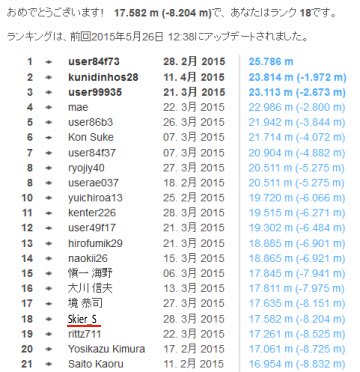 おめでとうございます! 17.582 m (-8.204 m)で、あなたはランク 18です。
ランキングは、前回2015年5月26日 12:38にアップデートされました。
1 user84f73 28. 2月 2015 25.786 m
2 kunidinhos28 11. 4月 2015 23.814 m (-1.972 m)
3 user99935 21. 3月 2015 23.113 m (-2.673 m)
4 mae 22. 3月 2015 22.986 m (-2.800 m)
5 user86b3 26. 3月 2015 21.942 m (-3.844 m)
6 Kon Suke 07. 3月 2015 21.714 m (-4.072 m)
7 user84f37 07. 3月 2015 20.904 m (-4.882 m)
8 ryojiy40 27. 3月 2015 20.511 m (-5.275 m)
8 userae037 18. 2月 2015 20.511 m (-5.275 m)
10 yuichiroa13 25. 3月 2015 19.720 m (-6.066 m)
11 kenter226 28. 3月 2015 19.515 m (-6.271 m)
12 user49f17 21. 3月 2015 19.302 m (-6.484 m)
13 hirofumik29 21. 3月 2015 18.885 m (-6.901 m)
14 naokii26 15. 3月 2015 18.865 m (-6.921 m)
15 愼一 海野 06. 3月 2015 17.845 m (-7.941 m)
16 大川 信夫 13. 3月 2015 17.811 m (-7.975 m)
17 境 恭司 27. 3月 2015 17.635 m (-8.151 m)
18 Skier_S 28. 3月 2015 17.582 m (-8.204 m)
19 rittz711 22. 3月 2015 17.261 m (-8.525 m)
20 Yosikazu Kimura 17. 2月 2015 17.061 m (-8.725 m)
21 Saito Kaoru 11. 2月 2015 16.954 m (-8.832 m)